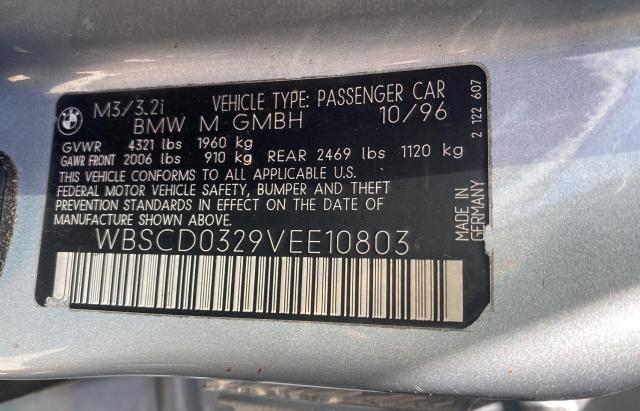 BMW
M3/3.2i VEHICLE TYPE: PASSENGER CAR
BMW M GMBH 10/96
GVWR 4321 lbs 1960 kg
GAWR FRONT 2006 lbs 910 kg REAR 2469 lbs 1120 kg
THIS VEHICLE CONFORMS TO ALL APPLICABLE U.S.
FEDERAL MOTOR VEHICLE SAFETY, BUMPER AND THEFT
PREVENTION STANDARDS IN EFFECT ON THE DATE OF
MANUFACTURE SHOWN ABOVE.
WBSCD0329VEE10803
2 122 607
GERMANY